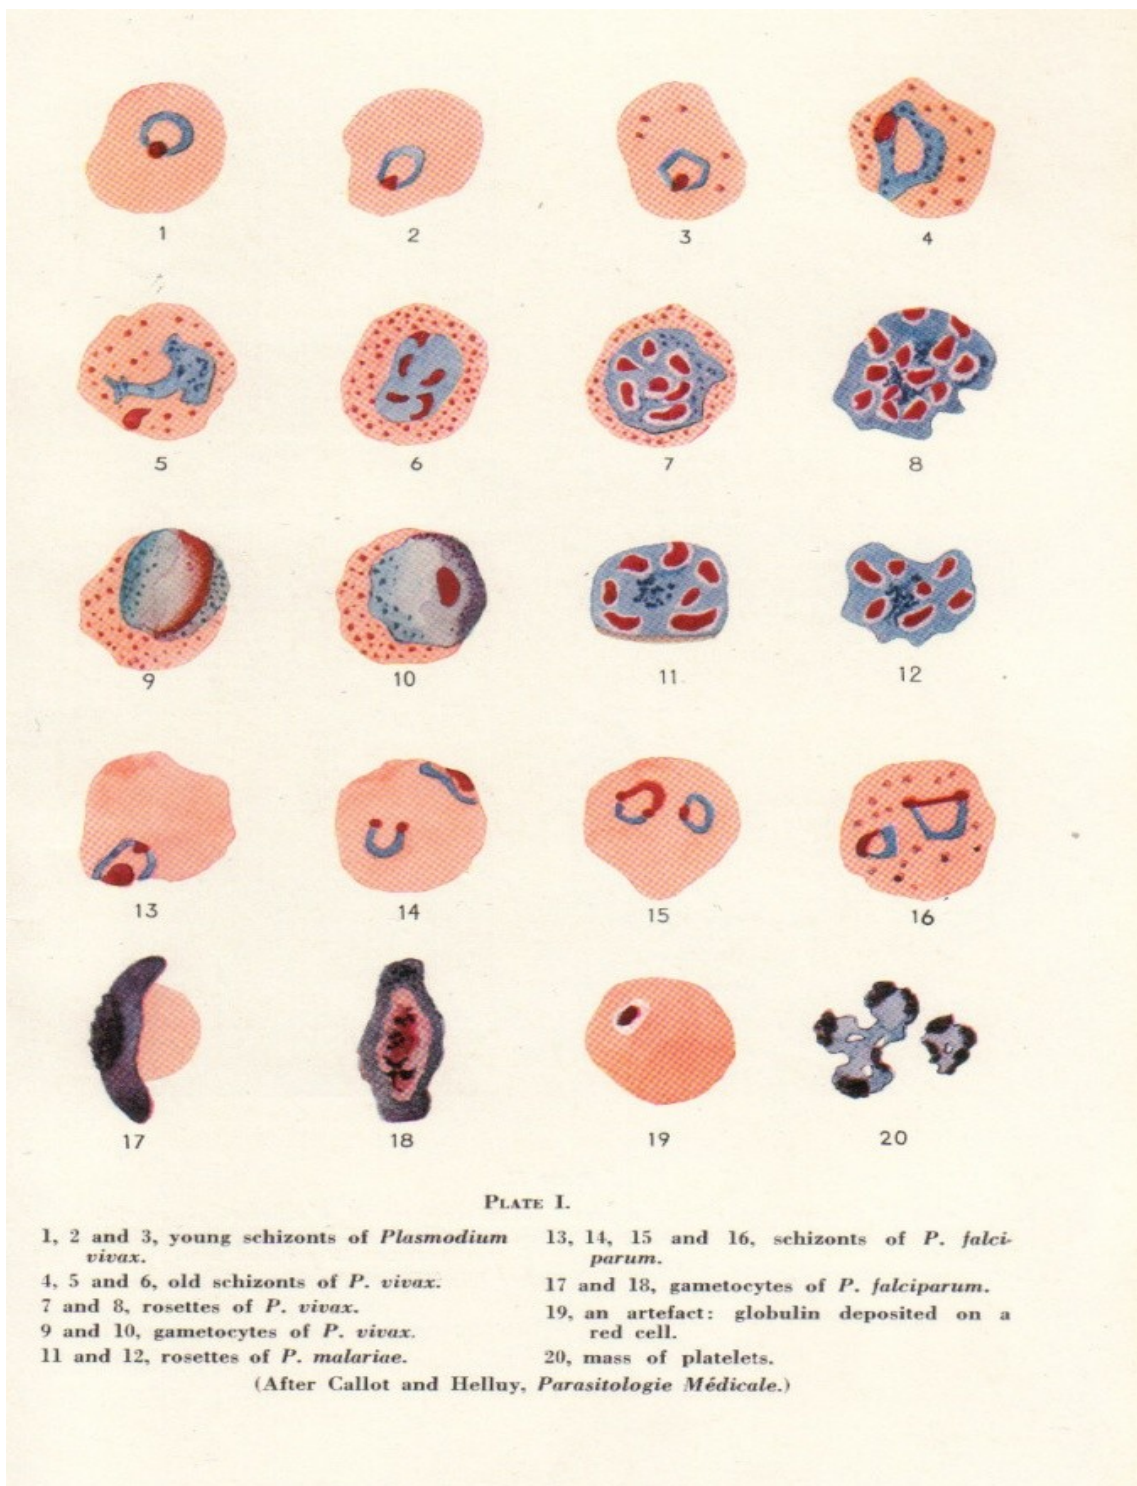 1
2
3
4
5
6
7
8
9
10
11
12
13
14
15
16
17
18
19
20
PLATE I.
1, 2 and 3, young schizonts of Plasmodium
vivax.
4, 5 and 6, old schizonts of P. vivax.
7 and 8, rosettes of P. vivax.
9 and 10, gametocytes of P. vivax.
11 and 12, rosettes of P. malariae.
13, 14, 15 and 16, schizonts of P. falci-
parum.
17 and 18, gametocytes of P. falciparum.
19, an artefact: globulin deposited on a
red cell.
20, mass of platelets.
(After Callot and Helluy, Parasitologie Médicale.)